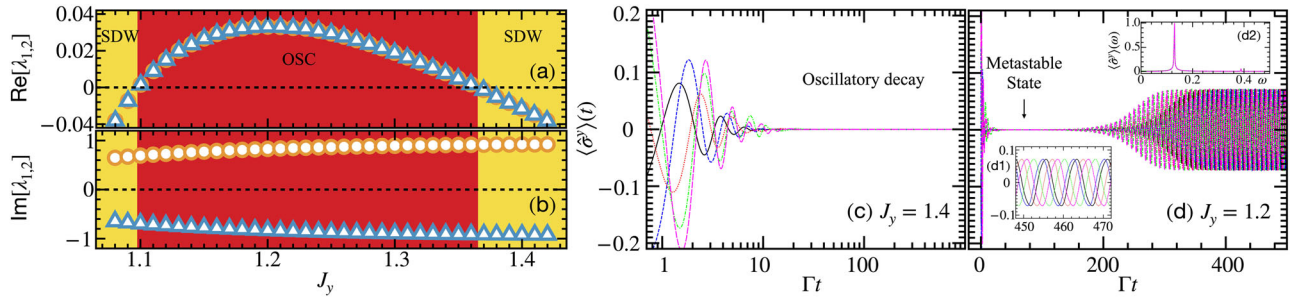 0.04
0
−0.04
Re[λ1,2]
SDW
OSC
SDW
(a)
1
0
−1
Im[λ1,2]
(b)
1.1
1.2
1.3
1.4
Jy
0.2
0.1
0
−0.1
−0.2
⟨σ̂y⟩(t)
Oscillatory decay
(c) Jy = 1.4
1
10
100
Γt
Metastable
State
(d) Jy = 1.2
0
200
400
Γt
(d1)
0.1
0
−0.1
450
460
470
(d2)
1
0
⟨σ̂y⟩(ω)
0
0.2
0.4
ω